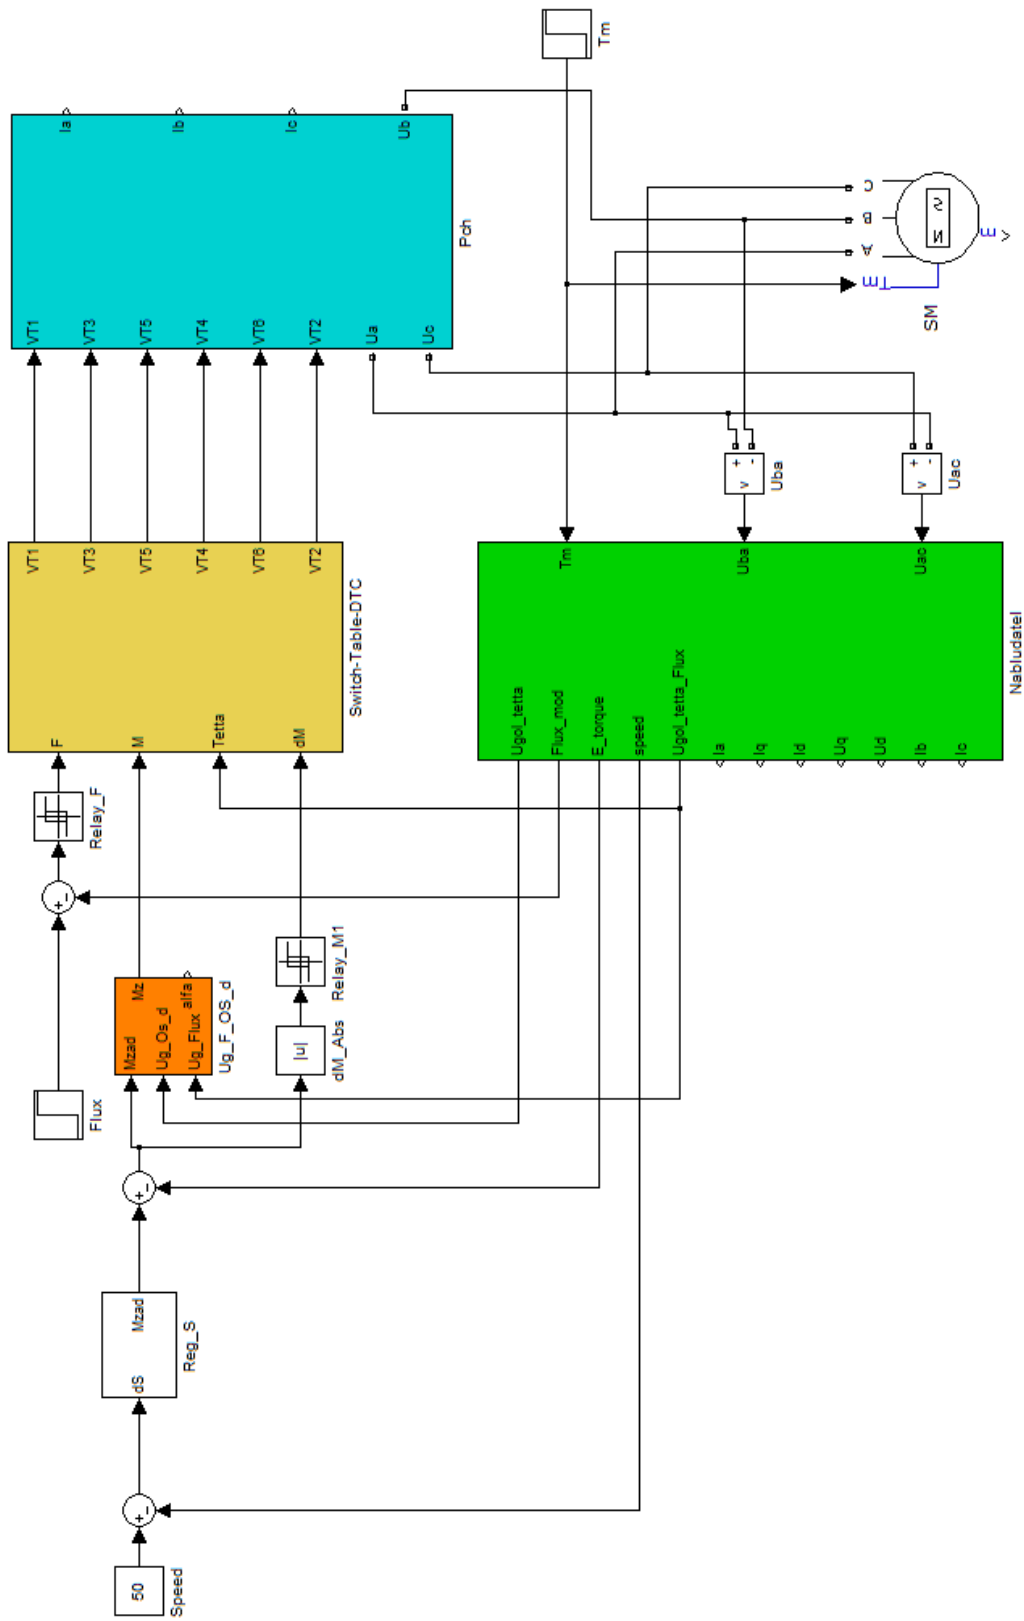 50
Speed
+
-
dS
Mzad
Reg_S
+
-
Flux
Mzad
Ug_Os_d
Ug_Flux
Mz
alfa
Ug_F_OS_d
|u|
dM_Abs
Relay_M1
+
-
Relay_F
F
M
Tetta
dM
VT1
VT3
VT5
VT4
VT6
VT2
Switch-Table-DTC
VT1
VT3
VT5
VT4
VT6
VT2
Ua
Uc
Ia
Ib
Ic
Ub
Pch
Tm
Ugol_tetta
Flux_mod
E_torque
speed
Ugol_tetta_Flux
Ia
Iq
Id
Uq
Ud
Ib
Ic
Tm
Uba
Uac
Nabludatel
v
+
-
Uba
v
+
-
Uac
Tm
A
B
C
N
m
SM